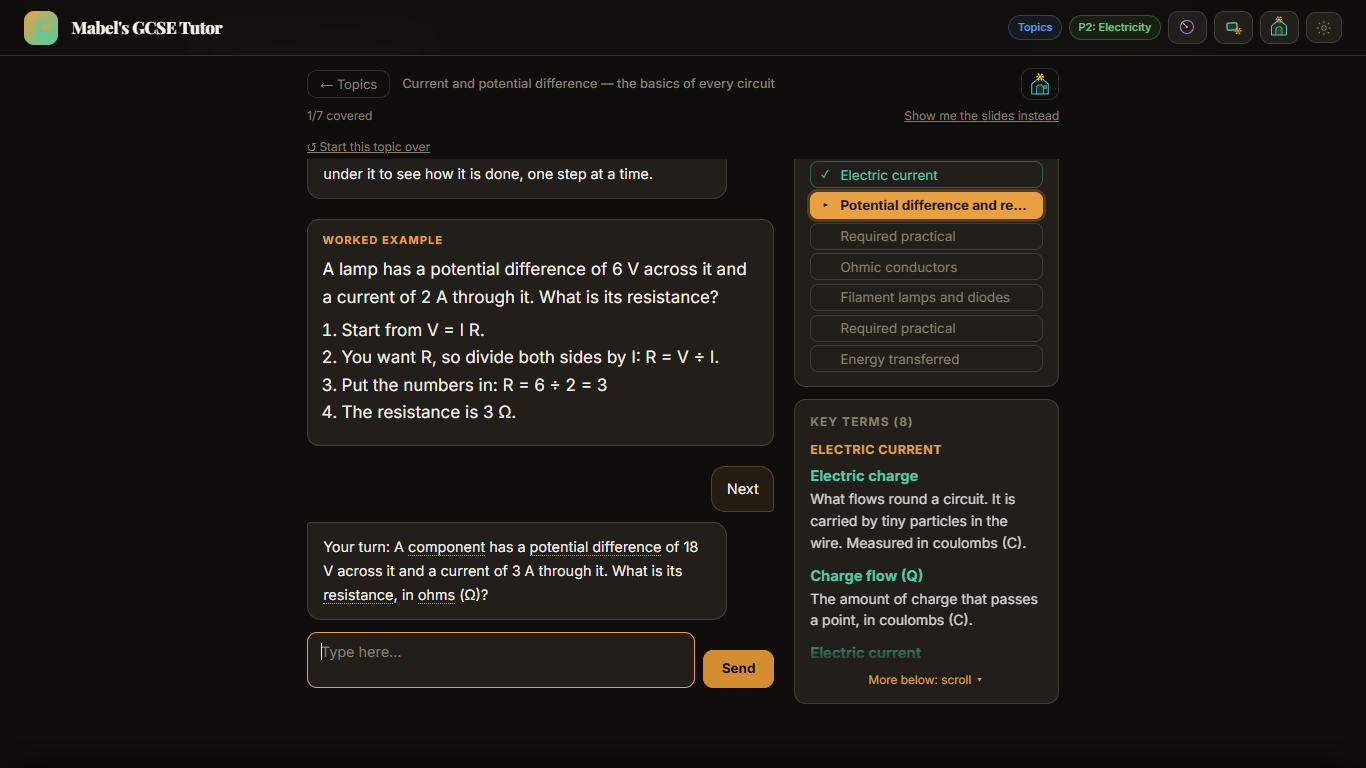 Mabel's GCSE Tutor
Topics
P2: Electricity
← Topics
Current and potential difference — the basics of every circuit
1/7 covered
Show me the slides instead
↺ Start this topic over
under it to see how it is done, one step at a time.
WORKED EXAMPLE
A lamp has a potential difference of 6 V across it and
a current of 2 A through it. What is its resistance?
1. Start from V = I R.
2. You want R, so divide both sides by I: R = V ÷ I.
3. Put the numbers in: R = 6 ÷ 2 = 3
4. The resistance is 3 Ω.
Next
Your turn: A component has a potential difference of 18
V across it and a current of 3 A through it. What is its
resistance, in ohms (Ω)?
Type here...
Send
✓ Electric current
▸ Potential difference and re...
Required practical
Ohmic conductors
Filament lamps and diodes
Required practical
Energy transferred
KEY TERMS (8)
ELECTRIC CURRENT
Electric charge
What flows round a circuit. It is
carried by tiny particles in the
wire. Measured in coulombs (C).
Charge flow (Q)
The amount of charge that passes
a point, in coulombs (C).
Electric current
More below: scroll ▾